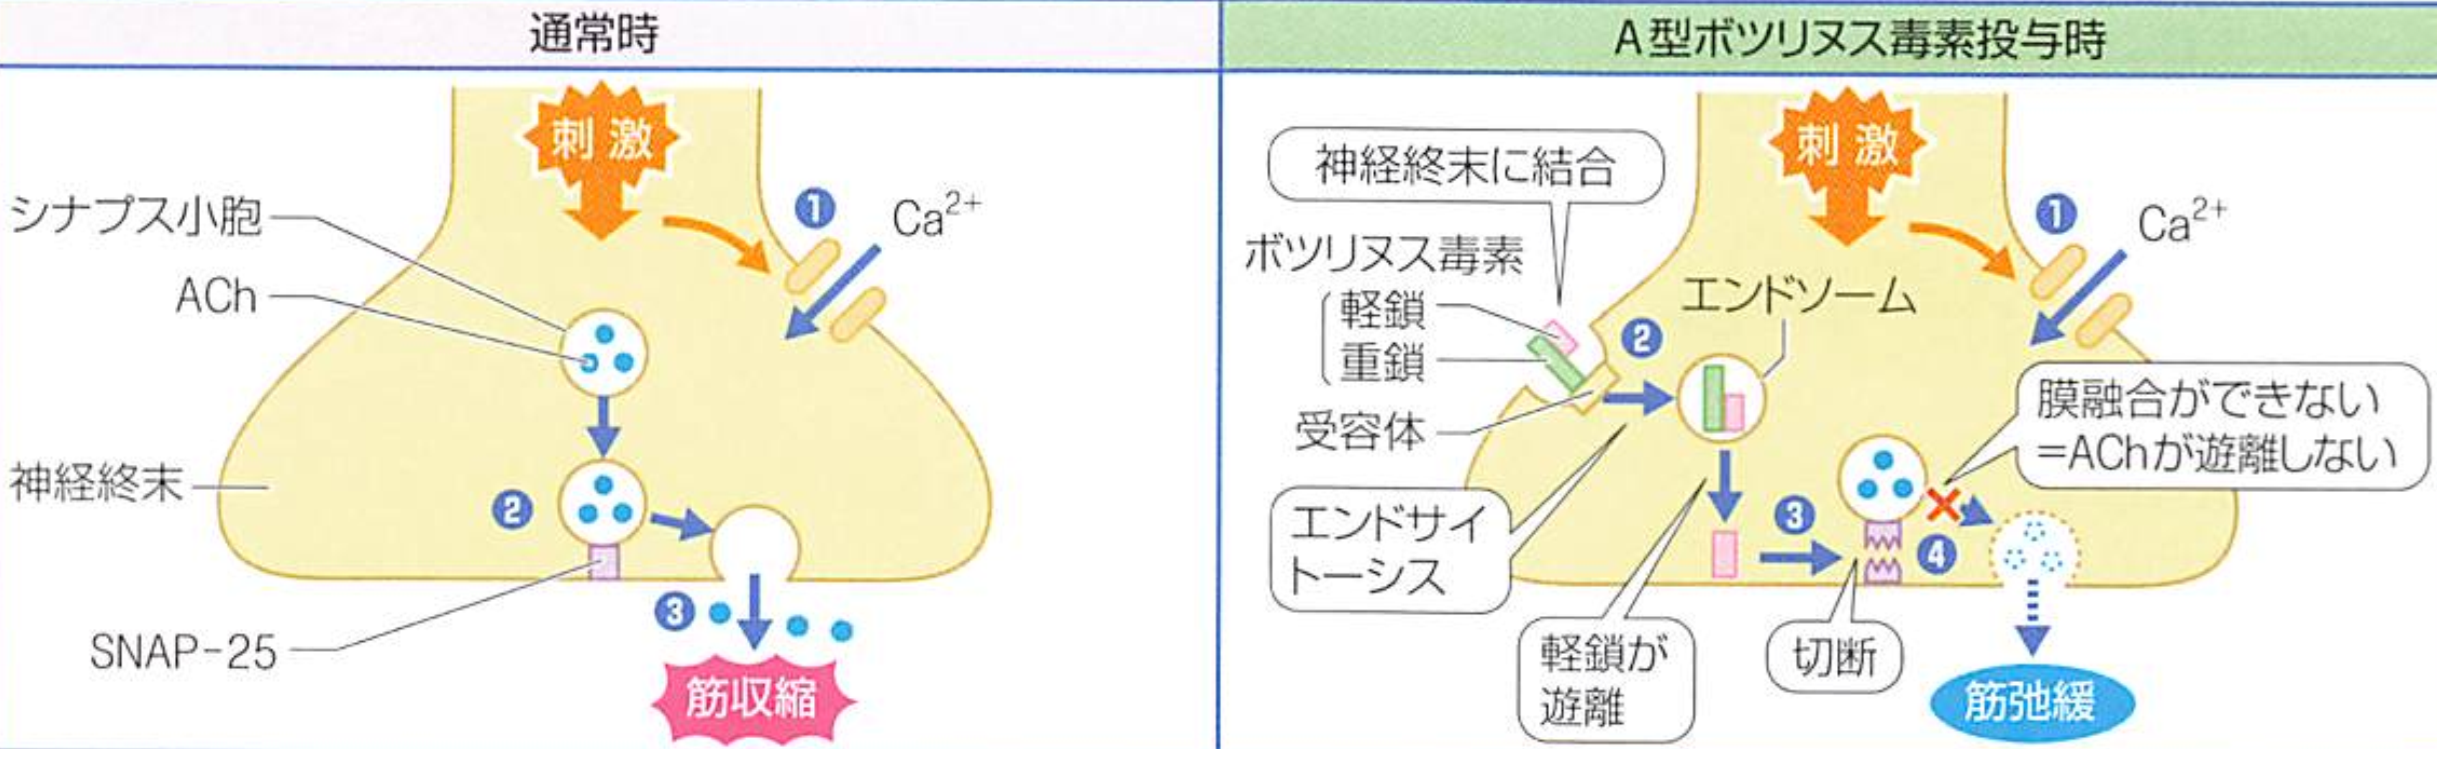 通常時
刺激
❶
Ca²⁺
シナプス小胞
ACh
神経終末
❷
SNAP-25
❸
筋収縮
A型ボツリヌス毒素投与時
刺激
神経終末に結合
❶
Ca²⁺
ボツリヌス毒素
軽鎖
重鎖
受容体
❷
エンドソーム
膜融合ができない
=AChが遊離しない
エンドサイ
トーシス
❸
❹
軽鎖が
遊離
切断
筋弛緩